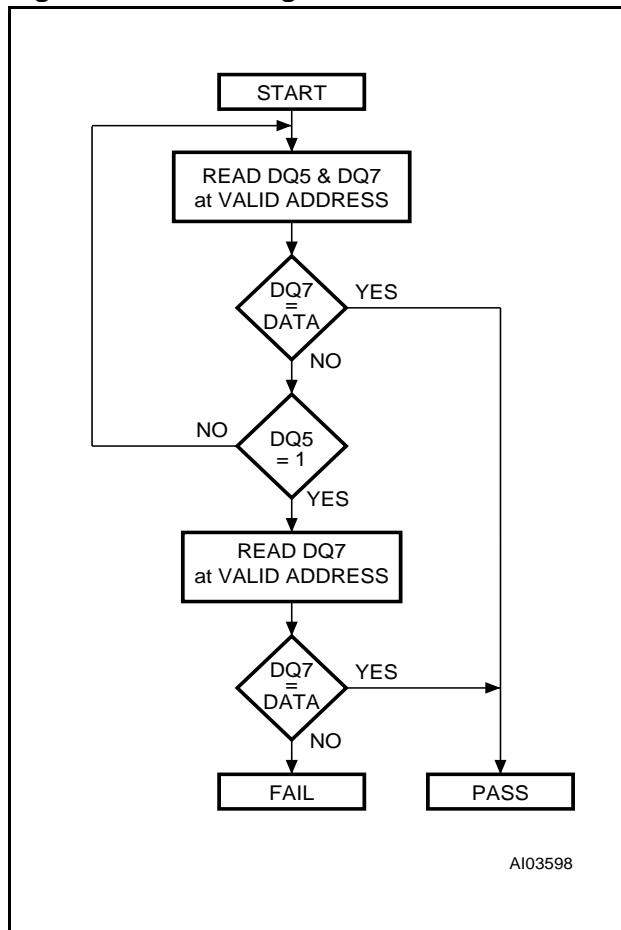 START
READ DQ5 & DQ7
at VALID ADDRESS
DQ7
=
DATA
YES
NO
DQ5
= 1
NO
YES
READ DQ7
at VALID ADDRESS
DQ7
=
DATA
YES
NO
FAIL
PASS
AI03598